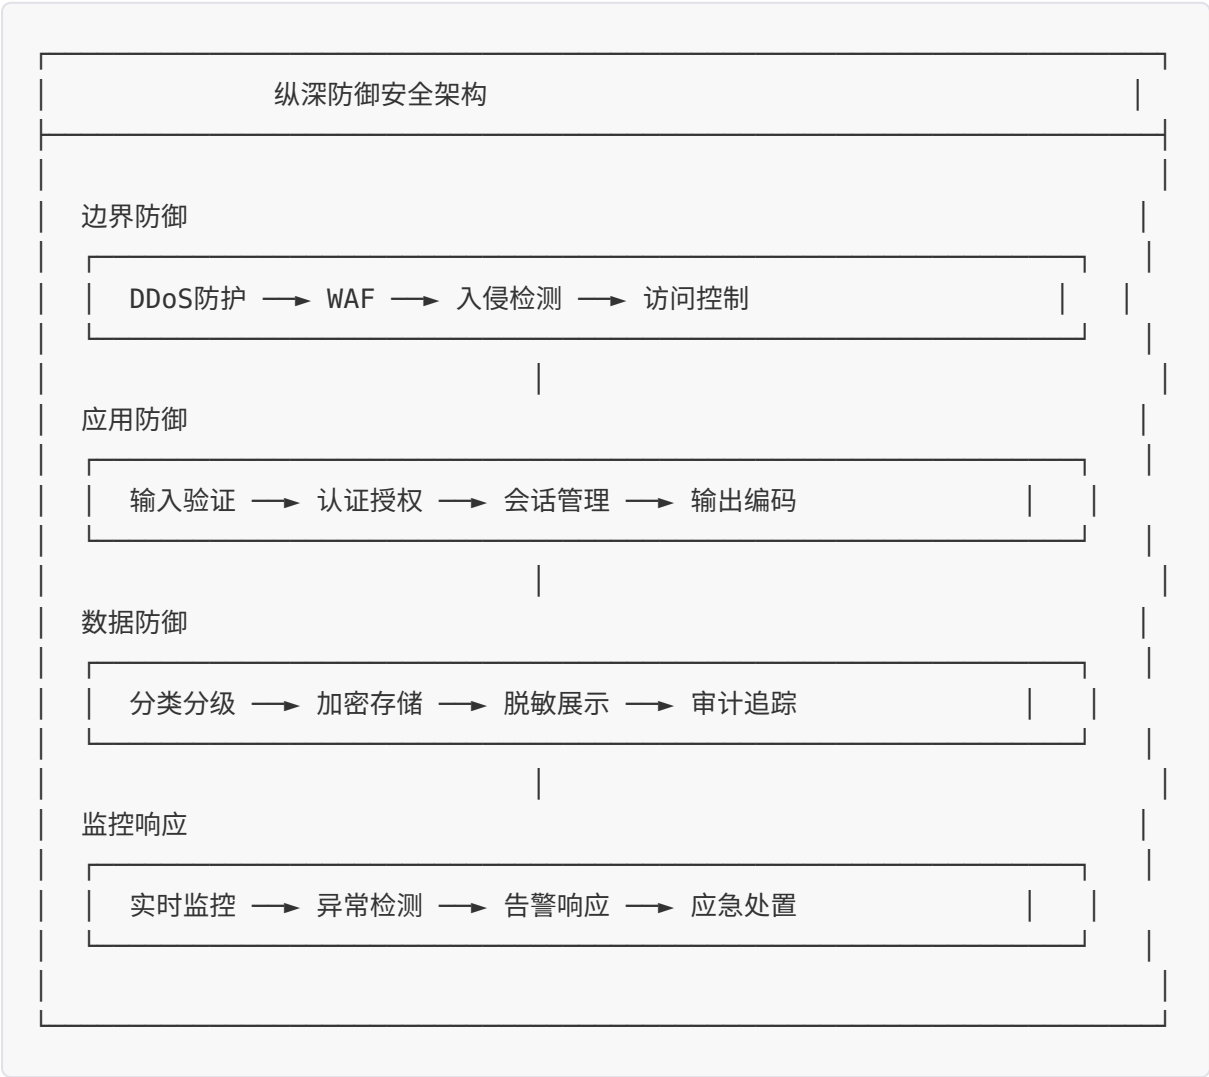 纵深防御安全架构
边界防御
DDoS防护 ──► WAF ──► 入侵检测 ──► 访问控制
应用防御
输入验证 ──► 认证授权 ──► 会话管理 ──► 输出编码
数据防御
分类分级 ──► 加密存储 ──► 脱敏展示 ──► 审计追踪
监控响应
实时监控 ──► 异常检测 ──► 告警响应 ──► 应急处置